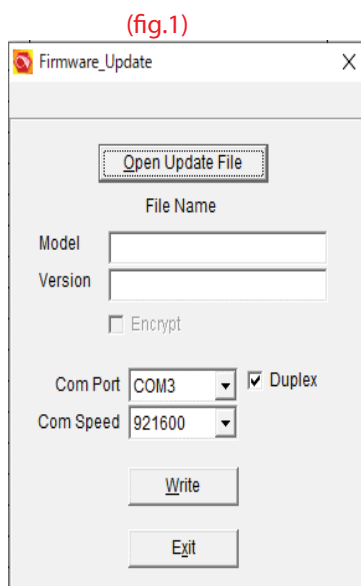 (fig.1)
Firmware_Update X
Open Update File
File Name
Model
Version
Encrypt
Com Port COM3 Duplex
Com Speed 921600
Write
Exit